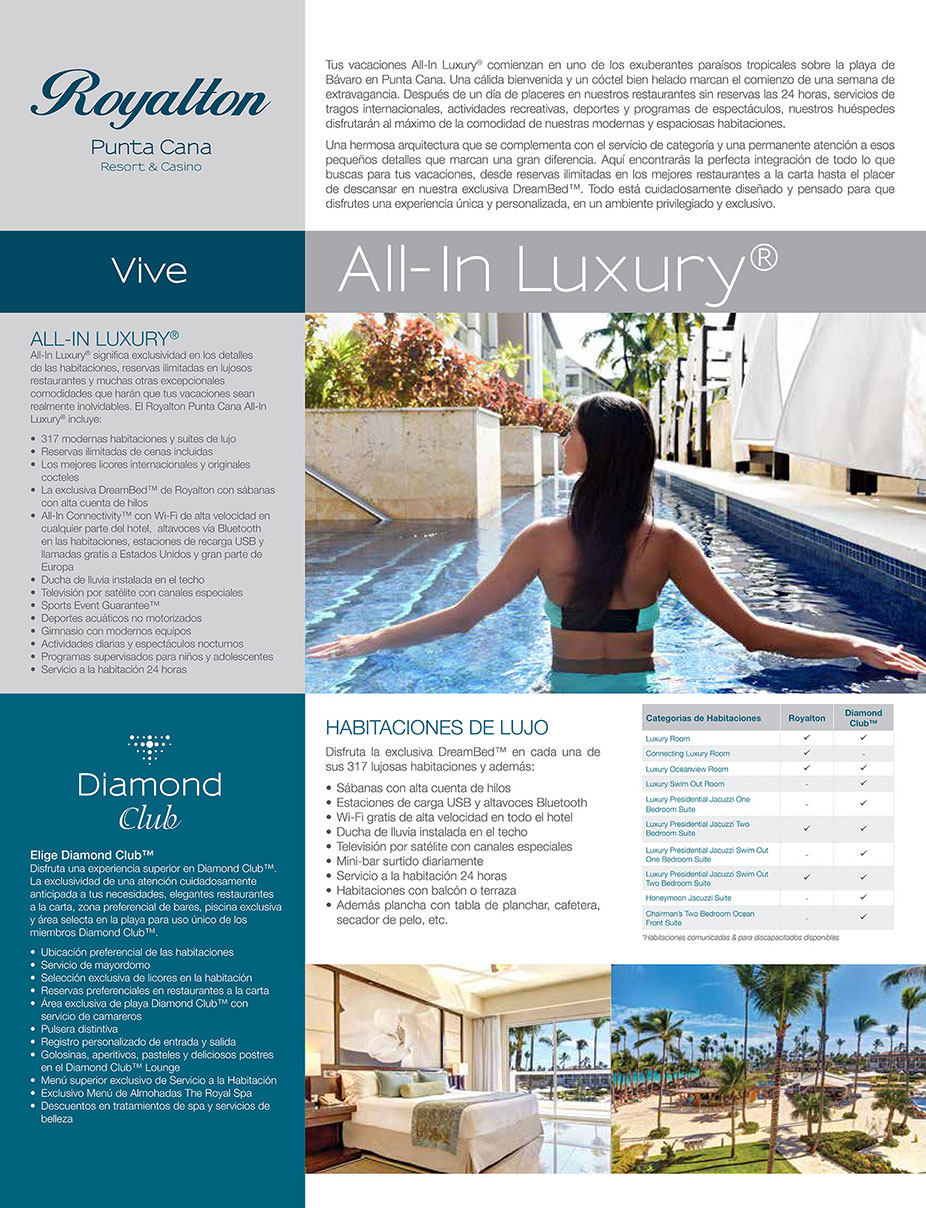 Royalton
Punta Cana
Resort & Casino
Tus vacaciones All-In Luxury® comienzan en uno de los exuberantes paraísos tropicales sobre la playa de
Bávaro en Punta Cana. Una cálida bienvenida y un cóctel bien helado marcan el comienzo de una semana de
extravagancia. Después de un día de placeres en nuestros restaurantes sin reservas las 24 horas, servicios de
tragos internacionales, actividades recreativas, deportes y programas de espectáculos, nuestros huéspedes
disfrutarán al máximo de la comodidad de nuestras modernas y espaciosas habitaciones.
Una hermosa arquitectura que se complementa con el servicio de categoría y una permanente atención a esos
pequeños detalles que marcan una gran diferencia. Aquí encontrarás la perfecta integración de todo lo que
buscas para tus vacaciones, desde reservas ilimitadas en los mejores restaurantes a la carta hasta el placer
de descansar en nuestra exclusiva DreamBed™. Todo está cuidadosamente diseñado y pensado para que
disfrutes una experiencia única y personalizada, en un ambiente privilegiado y exclusivo.
Vive
All-In Luxury®
ALL-IN LUXURY®
All-In Luxury® significa exclusividad en los detalles
de las habitaciones, reservas ilimitadas en lujosos
restaurantes y muchas otras excepcionales
comodidades que harán que tus vacaciones sean
realmente inolvidables. El Royalton Punta Cana All-In
Luxury® incluye:
• 317 modernas habitaciones y suites de lujo
• Reservas ilimitadas de cenas incluidas
• Los mejores licores internacionales y originales
cocteles
• La exclusiva DreamBed™ de Royalton con sábanas
con alta cuenta de hilos
• All-In Connectivity™ con Wi-Fi de alta velocidad en
cualquier parte del hotel, altavoces vía Bluetooth
en las habitaciones, estaciones de recarga USB y
llamadas gratis a Estados Unidos y gran parte de
Europa
• Ducha de lluvia instalada en el techo
• Televisión por satélite con canales especiales
• Sports Event Guarantee™
• Deportes acuáticos no motorizados
• Gimnasio con modernos equipos
• Actividades diarias y espectáculos nocturnos
• Programas supervisados para niños y adolescentes
• Servicio a la habitación 24 horas
Diamond
Club
Elige Diamond Club™
Disfruta una experiencia superior en Diamond Club™.
La exclusividad de una atención cuidadosamente
anticipada a tus necesidades, elegantes restaurantes
a la carta, zona preferencial de bares, piscina exclusiva
y área selecta en la playa para uso único de los
miembros Diamond Club™.
• Ubicación preferencial de las habitaciones
• Servicio de mayordomo
• Selección exclusiva de licores en la habitación
• Reservas preferenciales en restaurantes a la carta
• Área exclusiva de playa Diamond Club™ con
servicio de camareros
• Pulsera distintiva
• Registro personalizado de entrada y salida
• Golosinas, aperitivos, pasteles y deliciosos postres
en el Diamond Club™ Lounge
• Menú superior exclusivo de Servicio a la Habitación
• Exclusivo Menú de Almohadas The Royal Spa
• Descuentos en tratamientos de spa y servicios de
belleza
HABITACIONES DE LUJO
Disfruta la exclusiva DreamBed™ en cada una de
sus 317 lujosas habitaciones y además:
• Sábanas con alta cuenta de hilos
• Estaciones de carga USB y altavoces Bluetooth
• Wi-Fi gratis de alta velocidad en todo el hotel
• Ducha de lluvia instalada en el techo
• Televisión por satélite con canales especiales
• Mini-bar surtido diariamente
• Servicio a la habitación 24 horas
• Habitaciones con balcón o terraza
• Además plancha con tabla de planchar, cafetera,
secador de pelo, etc.
Categorias de Habitaciones Royalton Diamond
Club™
Luxury Room ✓ ✓
Connecting Luxury Room ✓ -
Luxury Oceanview Room ✓ ✓
Luxury Swim Out Room - ✓
Luxury Presidential Jacuzzi One
Bedroom Suite - ✓
Luxury Presidential Jacuzzi Two
Bedroom Suite ✓ ✓
Luxury Presidential Jacuzzi Swim Out
One Bedroom Suite - ✓
Luxury Presidential Jacuzzi Swim Out
Two Bedroom Suite ✓ ✓
Honeymoon Jacuzzi Suite - ✓
Chairman's Two Bedroom Ocean
Front Suite - ✓
*Habitaciones comunicadas & para discapacitados disponibles